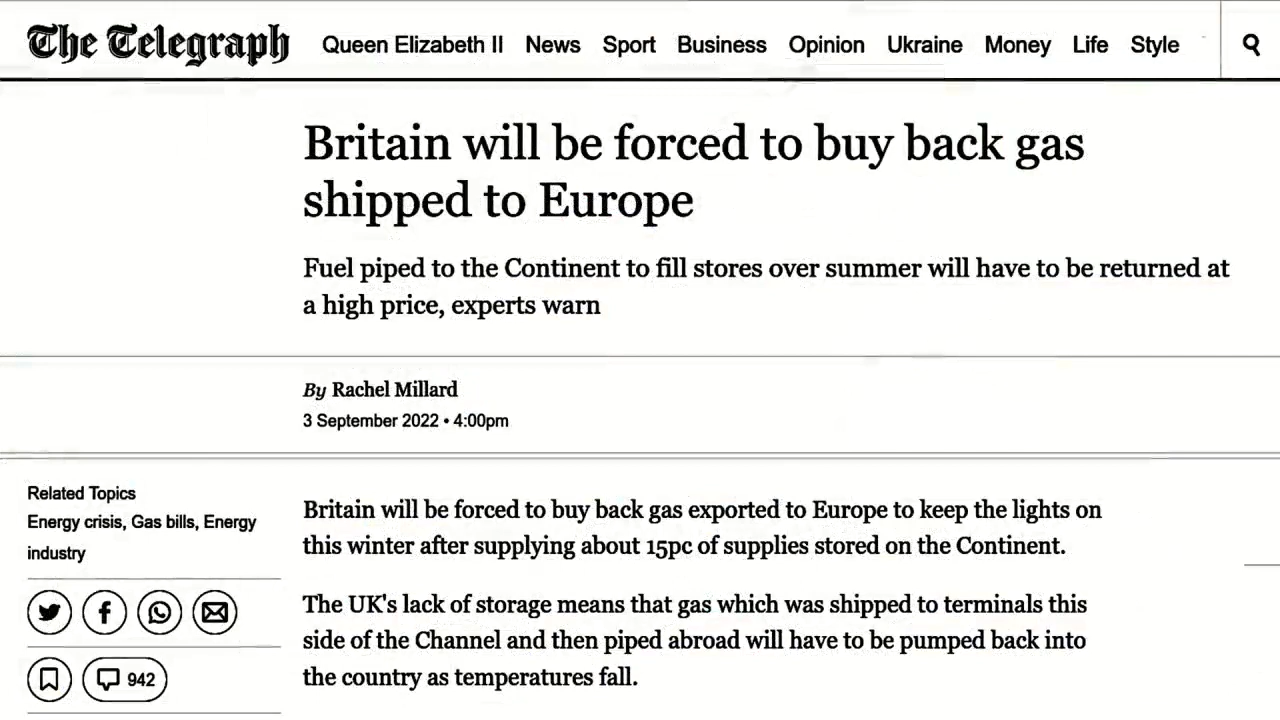 The Telegraph
Queen Elizabeth II News Sport Business Opinion Ukraine Money Life Style
Britain will be forced to buy back gas
shipped to Europe
Fuel piped to the Continent to fill stores over summer will have to be returned at
a high price, experts warn
By Rachel Millard
3 September 2022 • 4:00pm
Related Topics
Energy crisis, Gas bills, Energy
industry
942
Britain will be forced to buy back gas exported to Europe to keep the lights on
this winter after supplying about 15pc of supplies stored on the Continent.
The UK's lack of storage means that gas which was shipped to terminals this
side of the Channel and then piped abroad will have to be pumped back into
the country as temperatures fall.